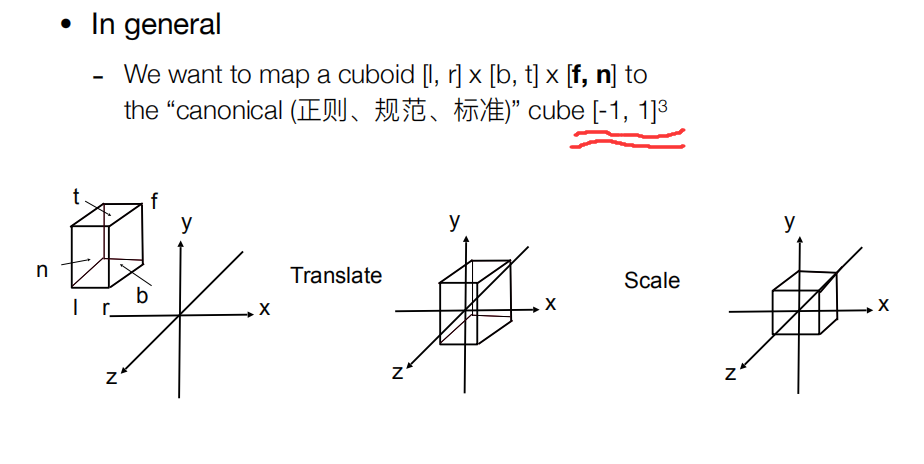 • In general
- We want to map a cuboid [l, r] x [b, t] x [f, n] to
the “canonical (正则、规范、标准)” cube [-1, 1]³
t
f
y
n
b
l
r
x
z
Translate
y
x
z
Scale
y
x
z